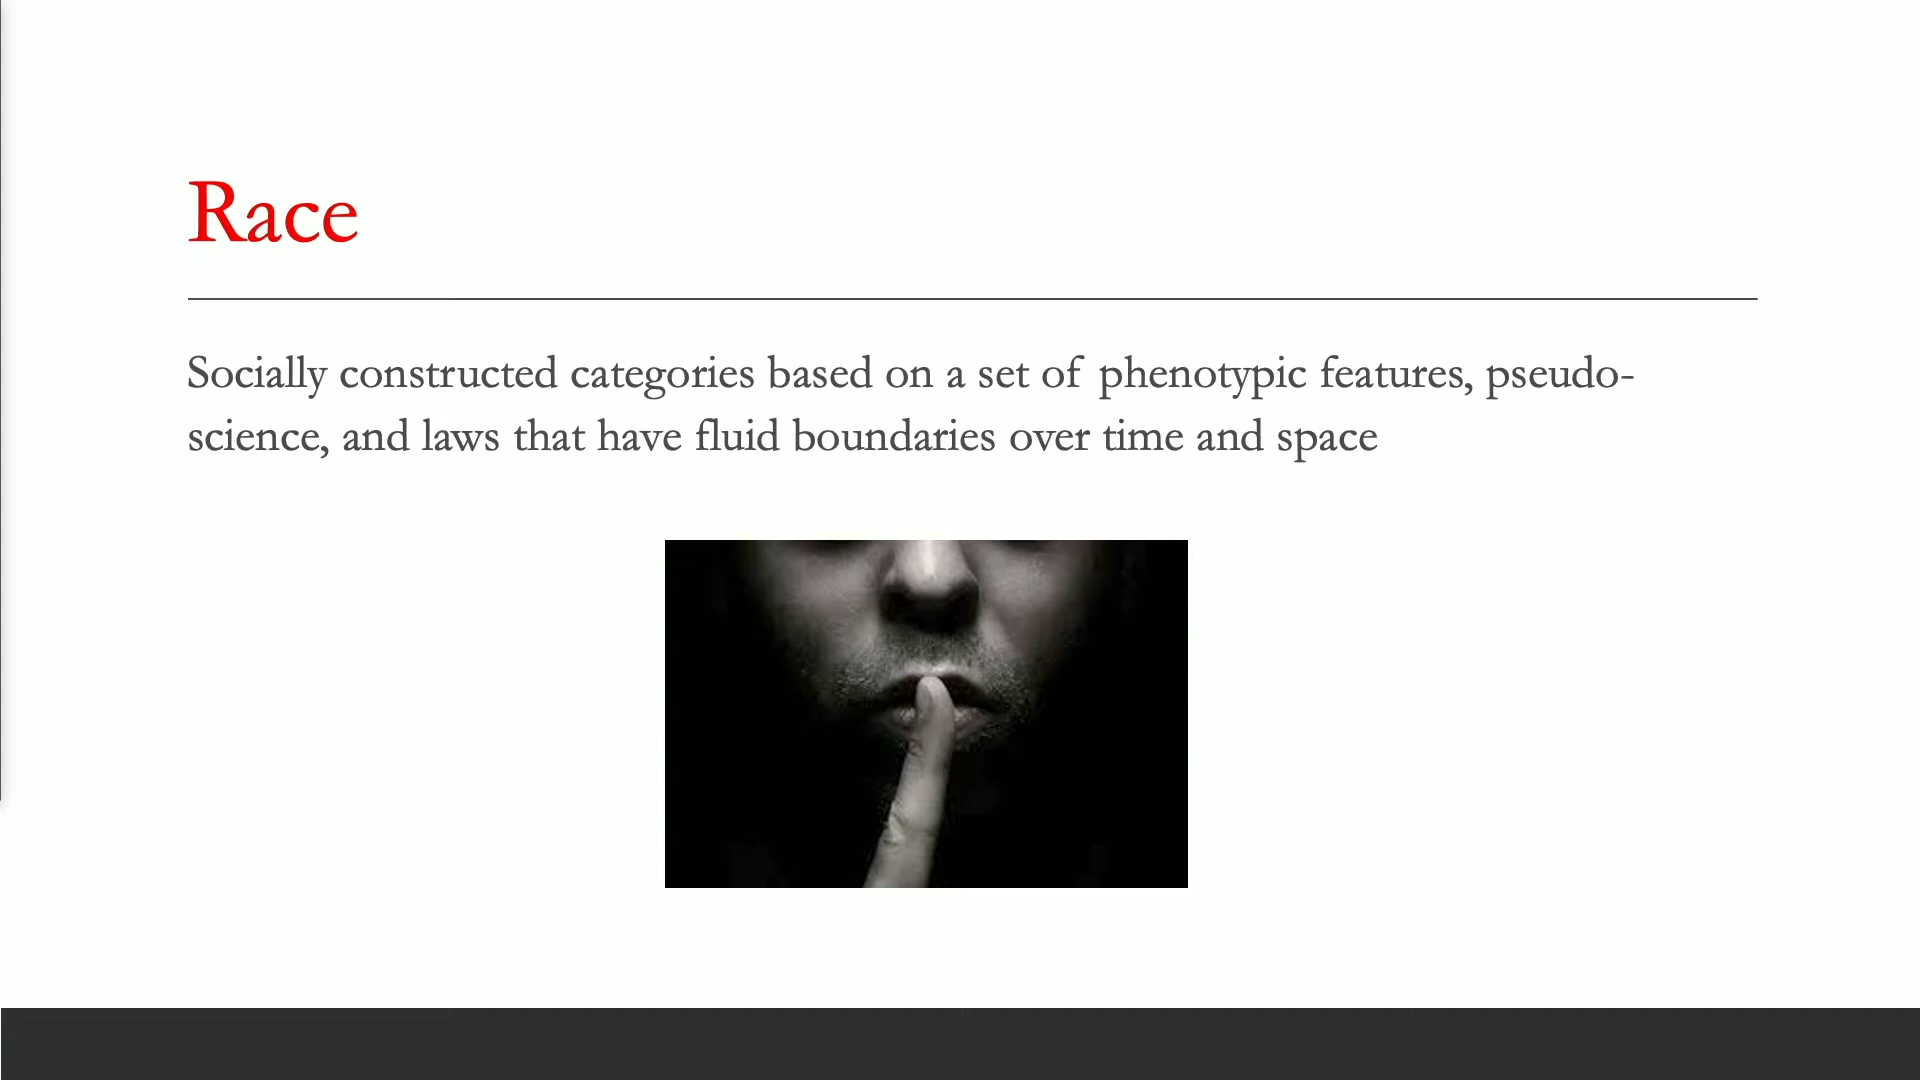 Race
Socially constructed categories based on a set of phenotypic features, pseudo-
science, and laws that have fluid boundaries over time and space